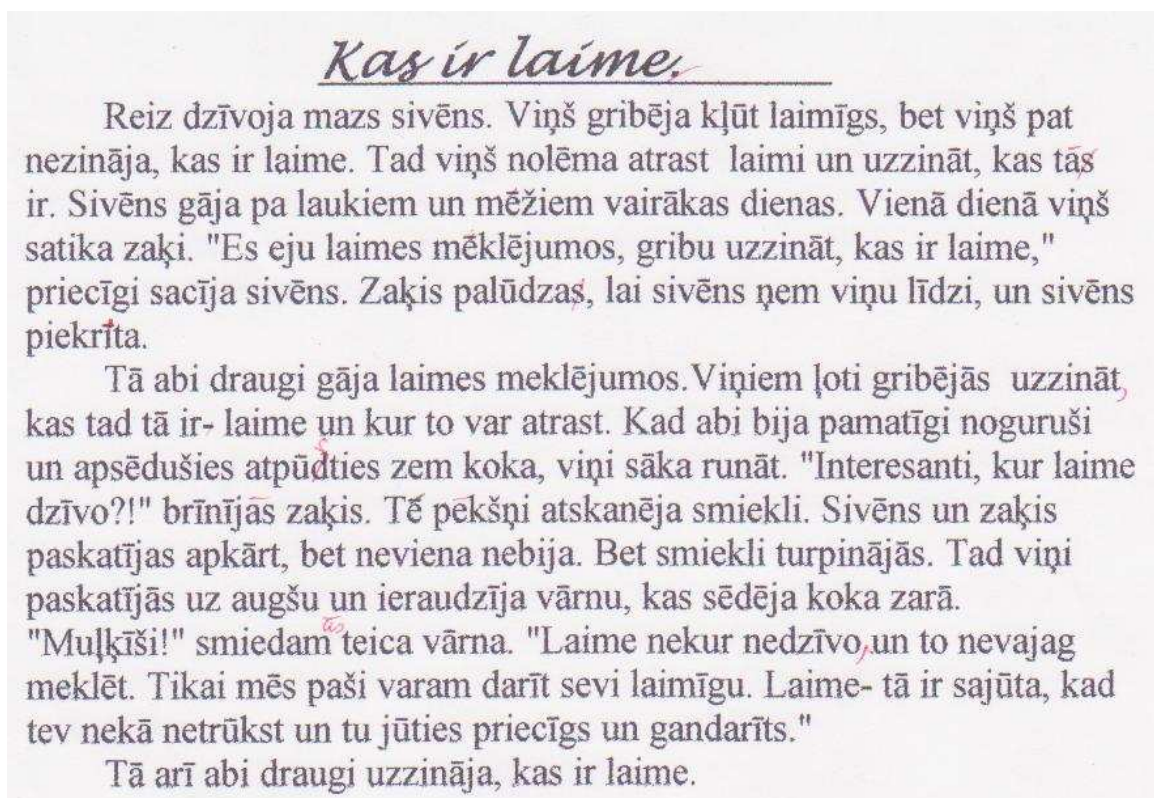 Kas ir laime.
Reiz dzīvoja mazs sivēns. Viņš gribēja kļūt laimīgs, bet viņš pat
nezināja, kas ir laime. Tad viņš nolēma atrast laimi un uzzināt, kas tās
ir. Sivēns gāja pa laukiem un mēžiem vairākas dienas. Vienā dienā viņš
satika zaķi. "Es eju laimes mēklējumos, gribu uzzināt, kas ir laime,"
priecīgi sacīja sivēns. Zaķis palūdzas, lai sivēns ņem viņu līdzi, un sivēns
piekrita.
Tā abi draugi gāja laimes meklējumos.Viņiem ļoti gribējās uzzināt,
kas tad tā ir- laime un kur to var atrast. Kad abi bija pamatīgi noguruši
un apsēdušies atpūdties zem koka, viņi sāka runāt. "Interesanti, kur laime
dzīvo?!" brīnījās zaķis. Tē pēkšņi atskanēja smiekli. Sivēns un zaķis
paskatījas apkārt, bet neviena nebija. Bet smiekli turpinājās. Tad viņi
paskatījās uz augšu un ieraudzīja vārnu, kas sēdēja koka zarā.
"Muļķīši!" smiedamās teica vārna. "Laime nekur nedzīvo, un to nevajag
meklēt. Tikai mēs paši varam darīt sevi laimīgu. Laime- tā ir sajūta, kad
tev nekā netrūkst un tu jūties priecīgs un gandarīts."
Tā arī abi draugi uzzināja, kas ir laime.